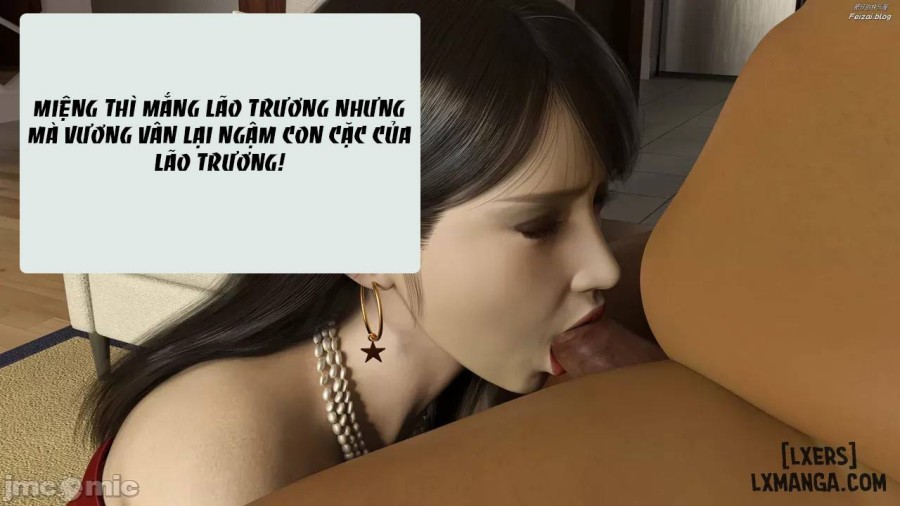 MIỆNG THÌ MẮNG LÃO TRƯƠNG NHƯNG
MÀ VƯƠNG VÂN LẠI NGẬM CON CẶC CỦA
LÃO TRƯƠNG!
Feizai.blog
[LXERS]
LXMANGA.COM
jmcomic